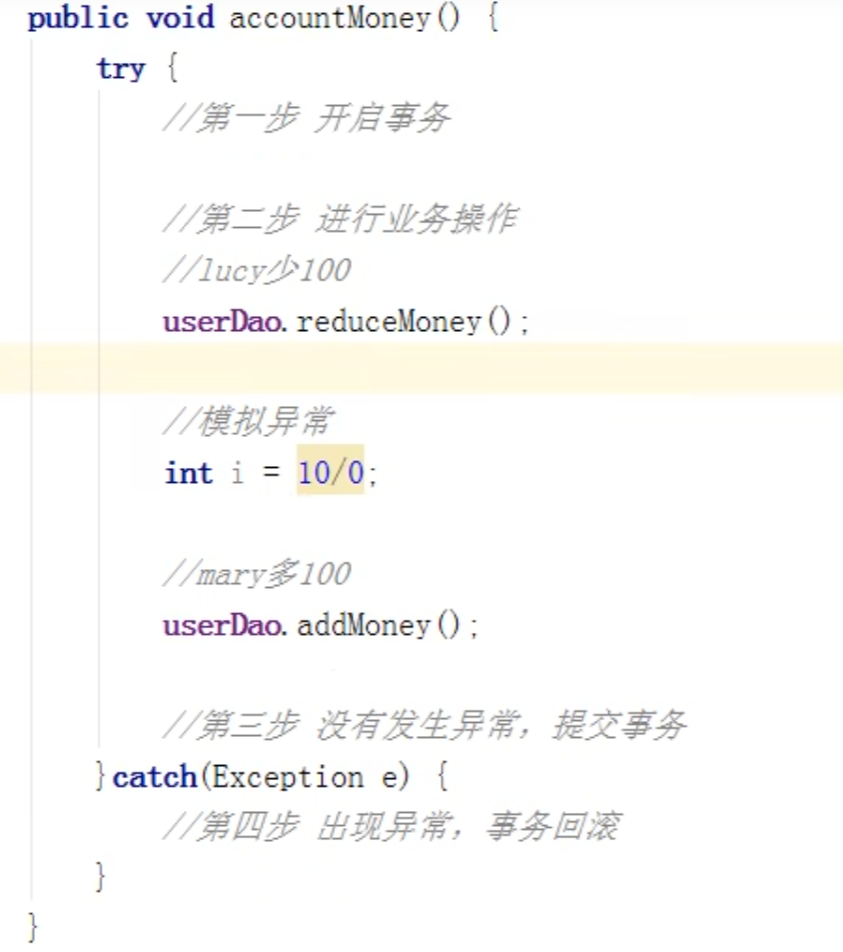 public void accountMoney() {
try {
//第一步 开启事务
//第二步 进行业务操作
//lucy少100
userDao.reduceMoney();
//模拟异常
int i = 10/0;
//mary多100
userDao.addMoney();
//第三步 没有发生异常，提交事务
}catch(Exception e) {
//第四步 出现异常，事务回滚
}
}